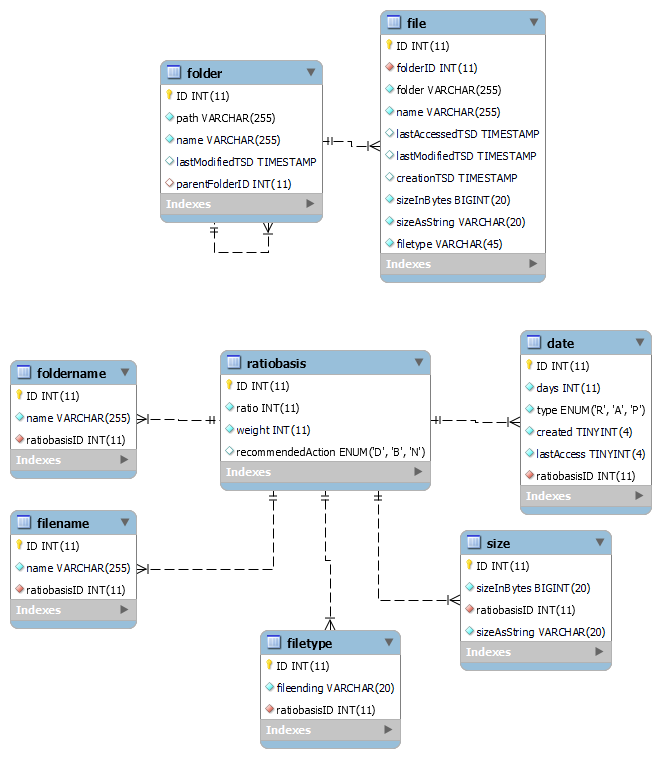 file
ID INT(11)
folderID INT(11)
folder VARCHAR(255)
name VARCHAR(255)
lastAccessedTSD TIMESTAMP
lastModifiedTSD TIMESTAMP
creationTSD TIMESTAMP
sizeInBytes BIGINT(20)
sizeAsString VARCHAR(20)
filetype VARCHAR(45)
Indexes
folder
ID INT(11)
path VARCHAR(255)
name VARCHAR(255)
lastModifiedTSD TIMESTAMP
parentFolderID INT(11)
Indexes
foldername
ID INT(11)
name VARCHAR(255)
ratiobasisID INT(11)
Indexes
ratiobasis
ID INT(11)
ratio INT(11)
weight INT(11)
recommendedAction ENUM('D', 'B', 'N')
Indexes
date
ID INT(11)
days INT(11)
type ENUM('R', 'A', 'P')
created TINYINT(4)
lastAccess TINYINT(4)
ratiobasisID INT(11)
Indexes
filename
ID INT(11)
name VARCHAR(255)
ratiobasisID INT(11)
Indexes
size
ID INT(11)
sizeInBytes BIGINT(20)
ratiobasisID INT(11)
sizeAsString VARCHAR(20)
Indexes
filetype
ID INT(11)
fileending VARCHAR(20)
ratiobasisID INT(11)
Indexes